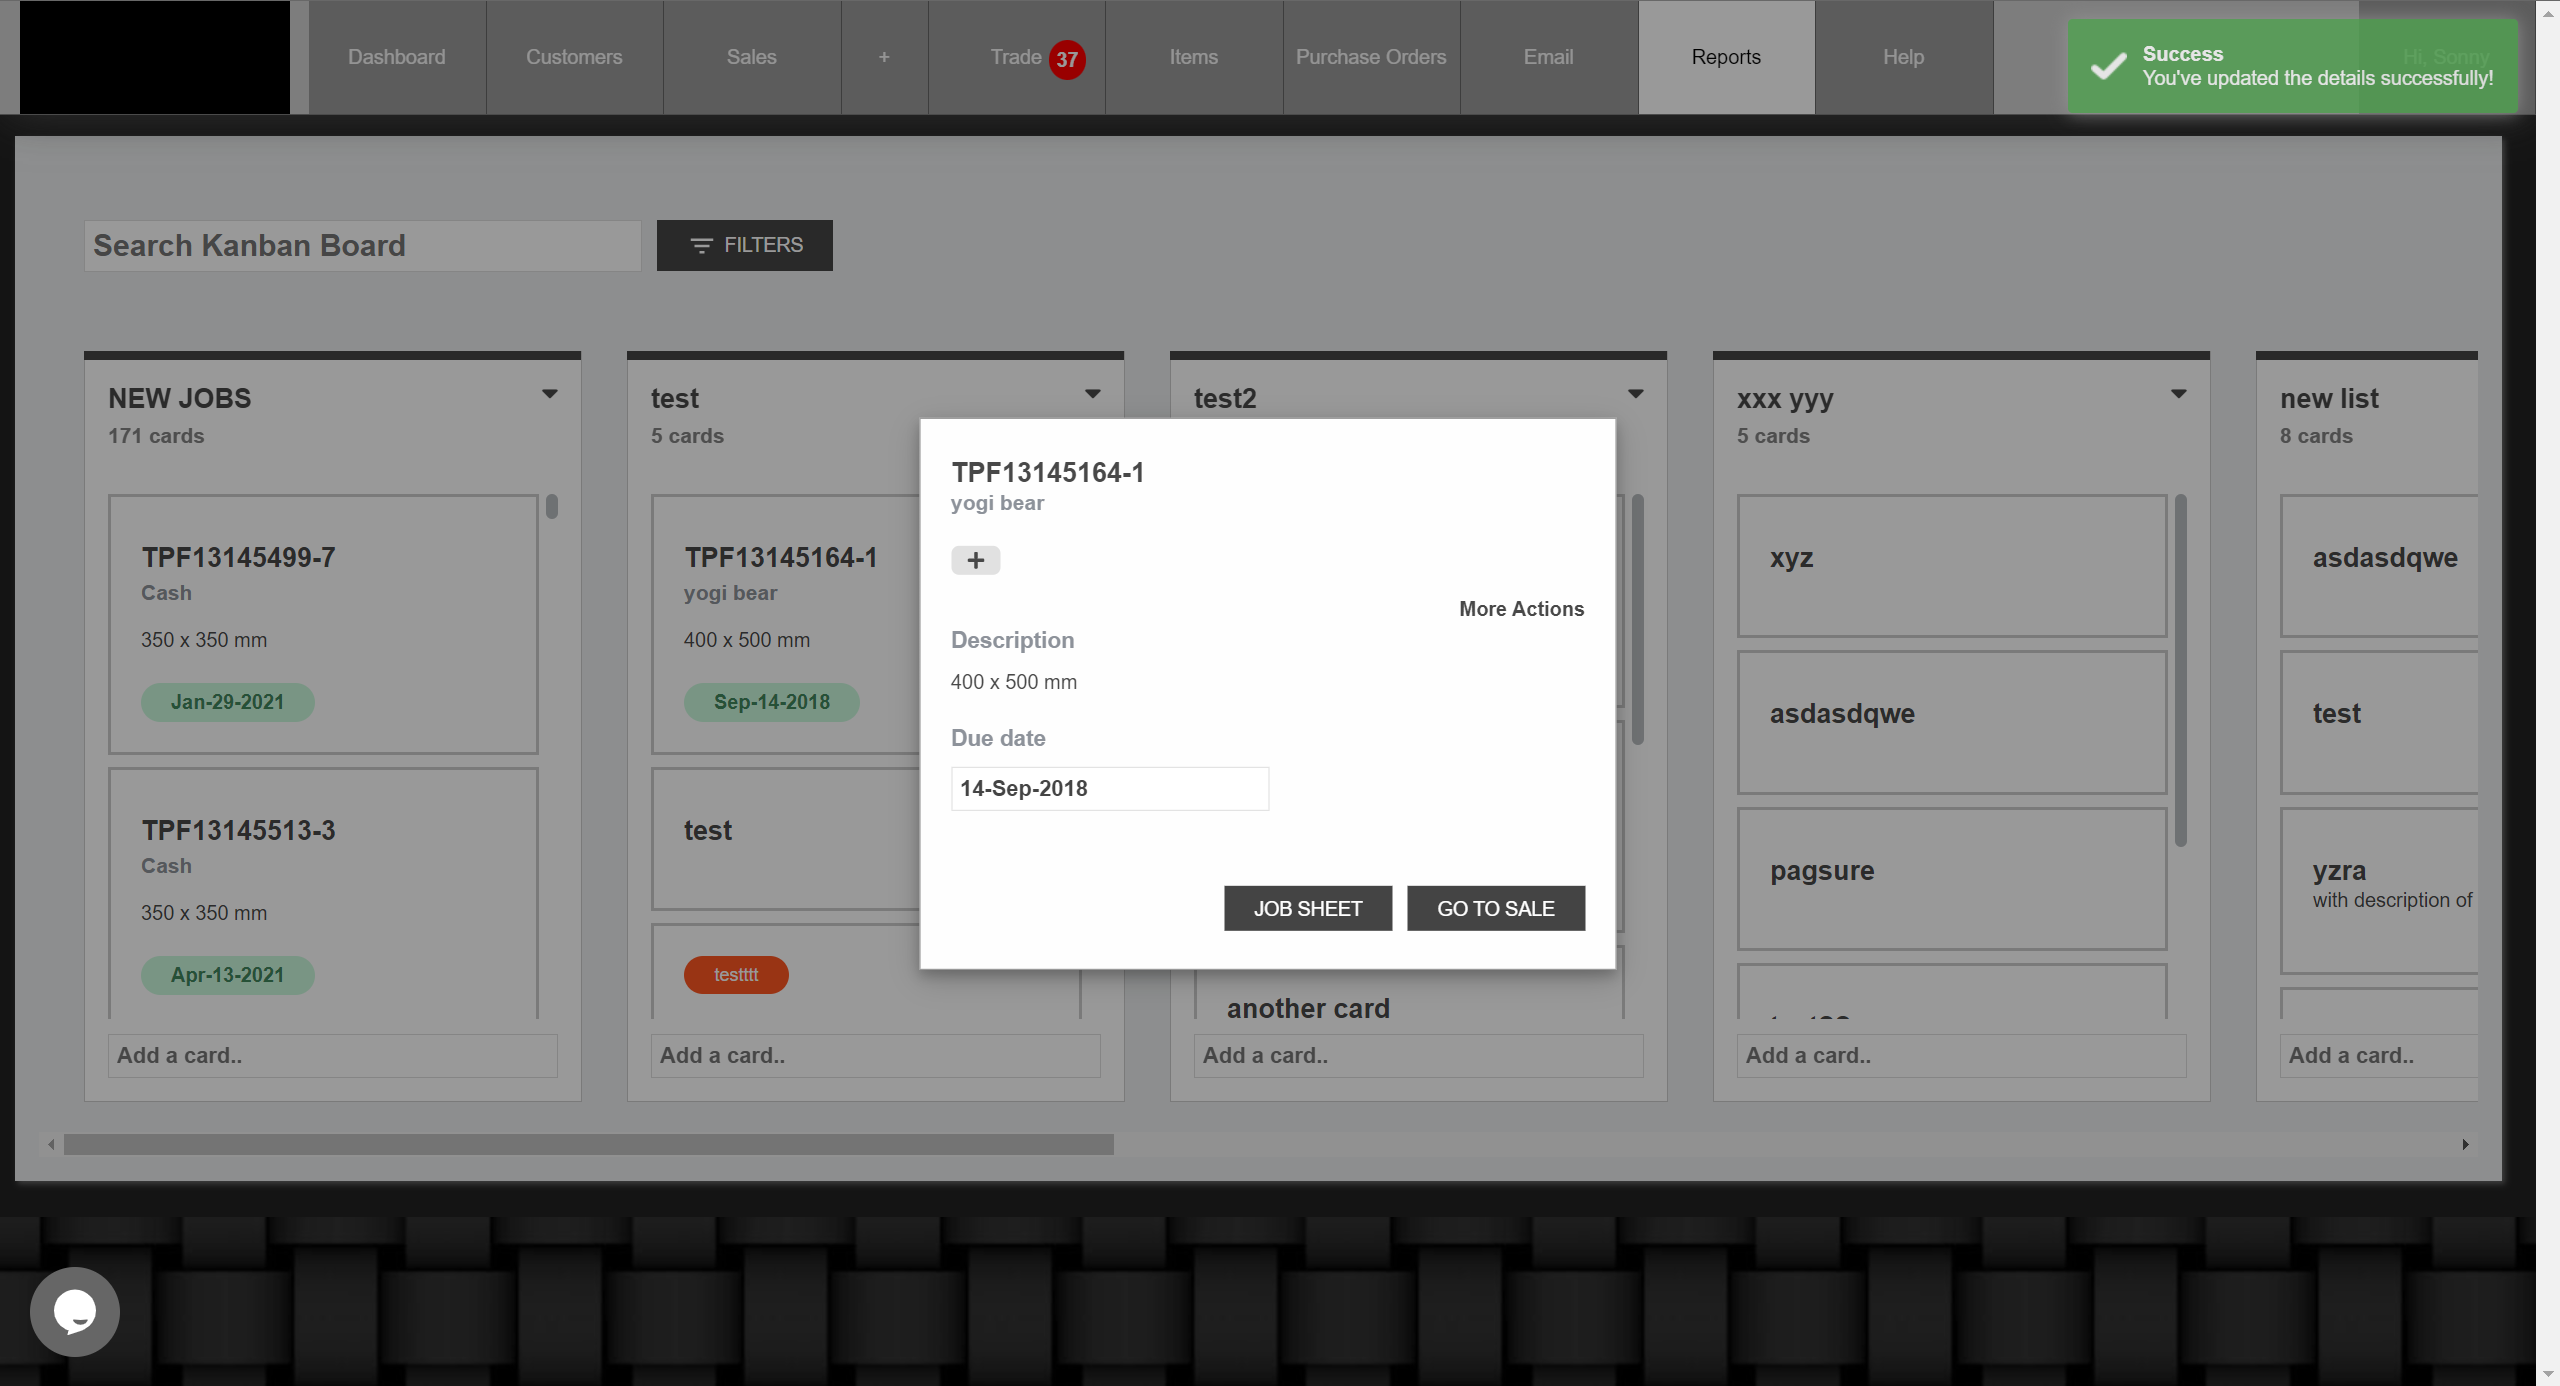 Dashboard
Customers
Sales
+
Trade 37
Items
Purchase Orders
Email
Reports
Help
Hi, Sonny
Success
You've updated the details successfully!
Search Kanban Board
FILTERS
NEW JOBS
171 cards
TPF13145499-7
Cash
350 x 350 mm
Jan-29-2021
TPF13145513-3
Cash
350 x 350 mm
Apr-13-2021
Add a card..
test
5 cards
TPF13145164-1
yogi bear
400 x 500 mm
Sep-14-2018
test
testttt
Add a card..
test2
another card
Add a card..
TPF13145164-1
yogi bear
+
More Actions
Description
400 x 500 mm
Due date
14-Sep-2018
JOB SHEET
GO TO SALE
xxx yyy
5 cards
xyz
asdasdqwe
pagsure
Add a card..
new list
8 cards
asdasdqwe
test
yzra
with description of
Add a card..